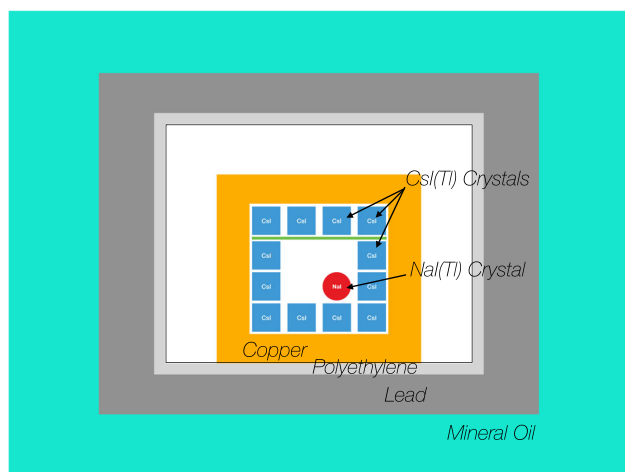 CsI(Tl) Crystals
CsI CsI CsI CsI
CsI CsI
NaI(Tl) Crystal
CsI NaI CsI
CsI CsI CsI CsI
Copper
Polyethylene
Lead
Mineral Oil